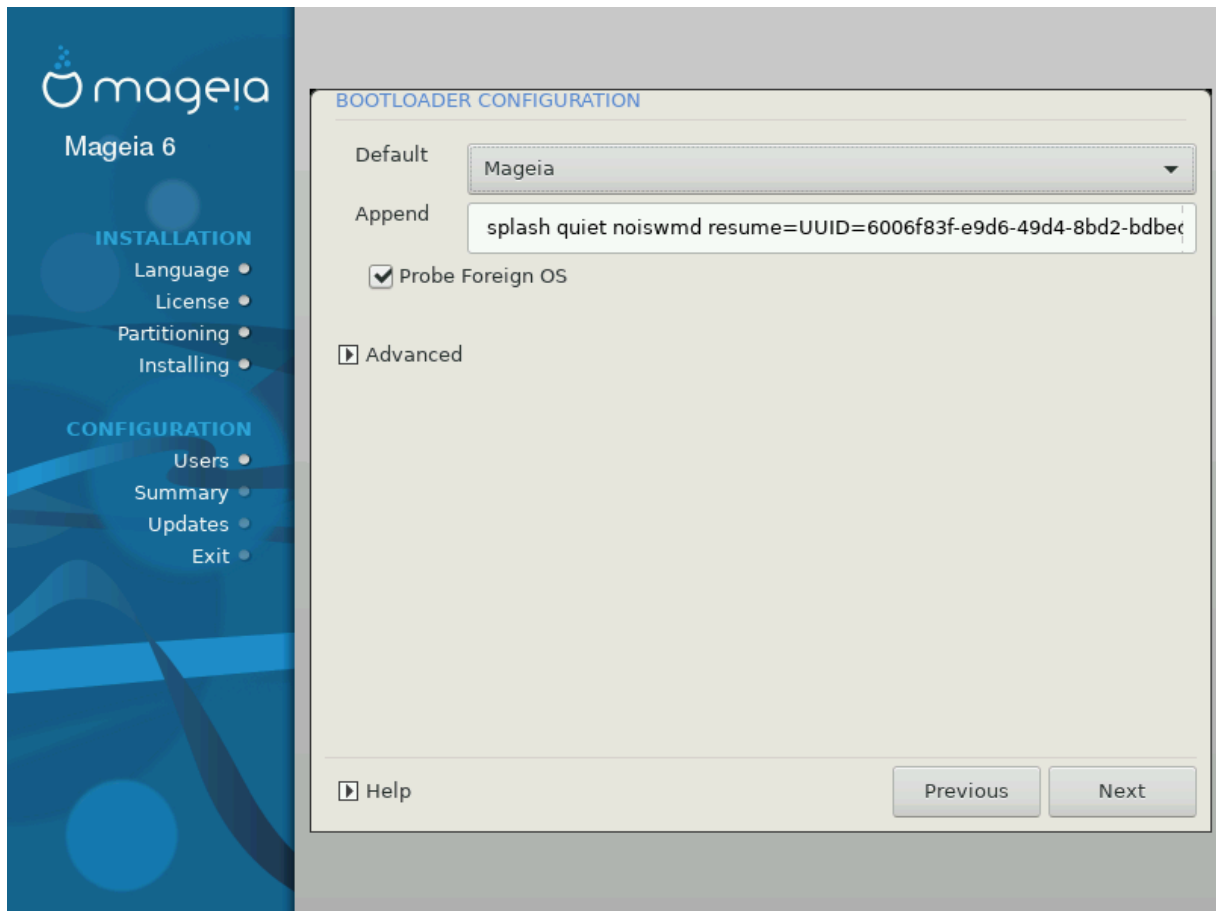 mageia
Mageia 6
INSTALLATION
Language
License
Partitioning
Installing
CONFIGURATION
Users
Summary
Updates
Exit
BOOTLOADER CONFIGURATION
Default
Mageia
Append
splash quiet noiswmd resume=UUID=6006f83f-e9d6-49d4-8bd2-bdbec
Probe Foreign OS
Advanced
Help
Previous
Next